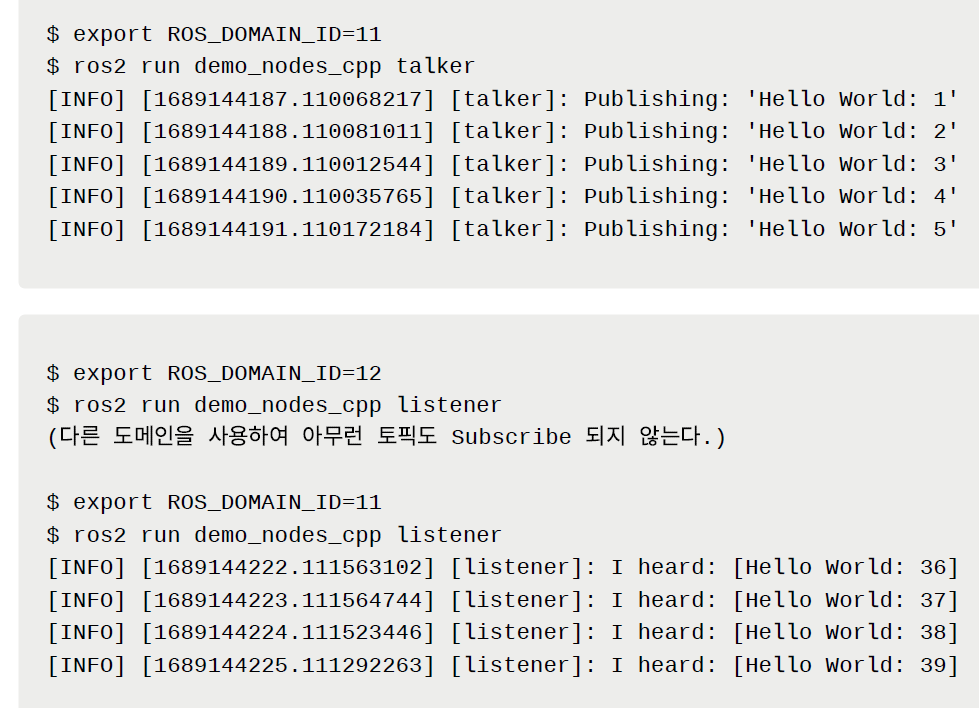 $ export ROS_DOMAIN_ID=11
$ ros2 run demo_nodes_cpp talker
[INFO] [1689144187.110068217] [talker]: Publishing: 'Hello World: 1'
[INFO] [1689144188.110081011] [talker]: Publishing: 'Hello World: 2'
[INFO] [1689144189.110012544] [talker]: Publishing: 'Hello World: 3'
[INFO] [1689144190.110035765] [talker]: Publishing: 'Hello World: 4'
[INFO] [1689144191.110172184] [talker]: Publishing: 'Hello World: 5'
$ export ROS_DOMAIN_ID=12
$ ros2 run demo_nodes_cpp listener
(다른 도메인을 사용하여 아무런 토픽도 Subscribe 되지 않는다.)
$ export ROS_DOMAIN_ID=11
$ ros2 run demo_nodes_cpp listener
[INFO] [1689144222.111563102] [listener]: I heard: [Hello World: 36]
[INFO] [1689144223.111564744] [listener]: I heard: [Hello World: 37]
[INFO] [1689144224.111523446] [listener]: I heard: [Hello World: 38]
[INFO] [1689144225.111292263] [listener]: I heard: [Hello World: 39]